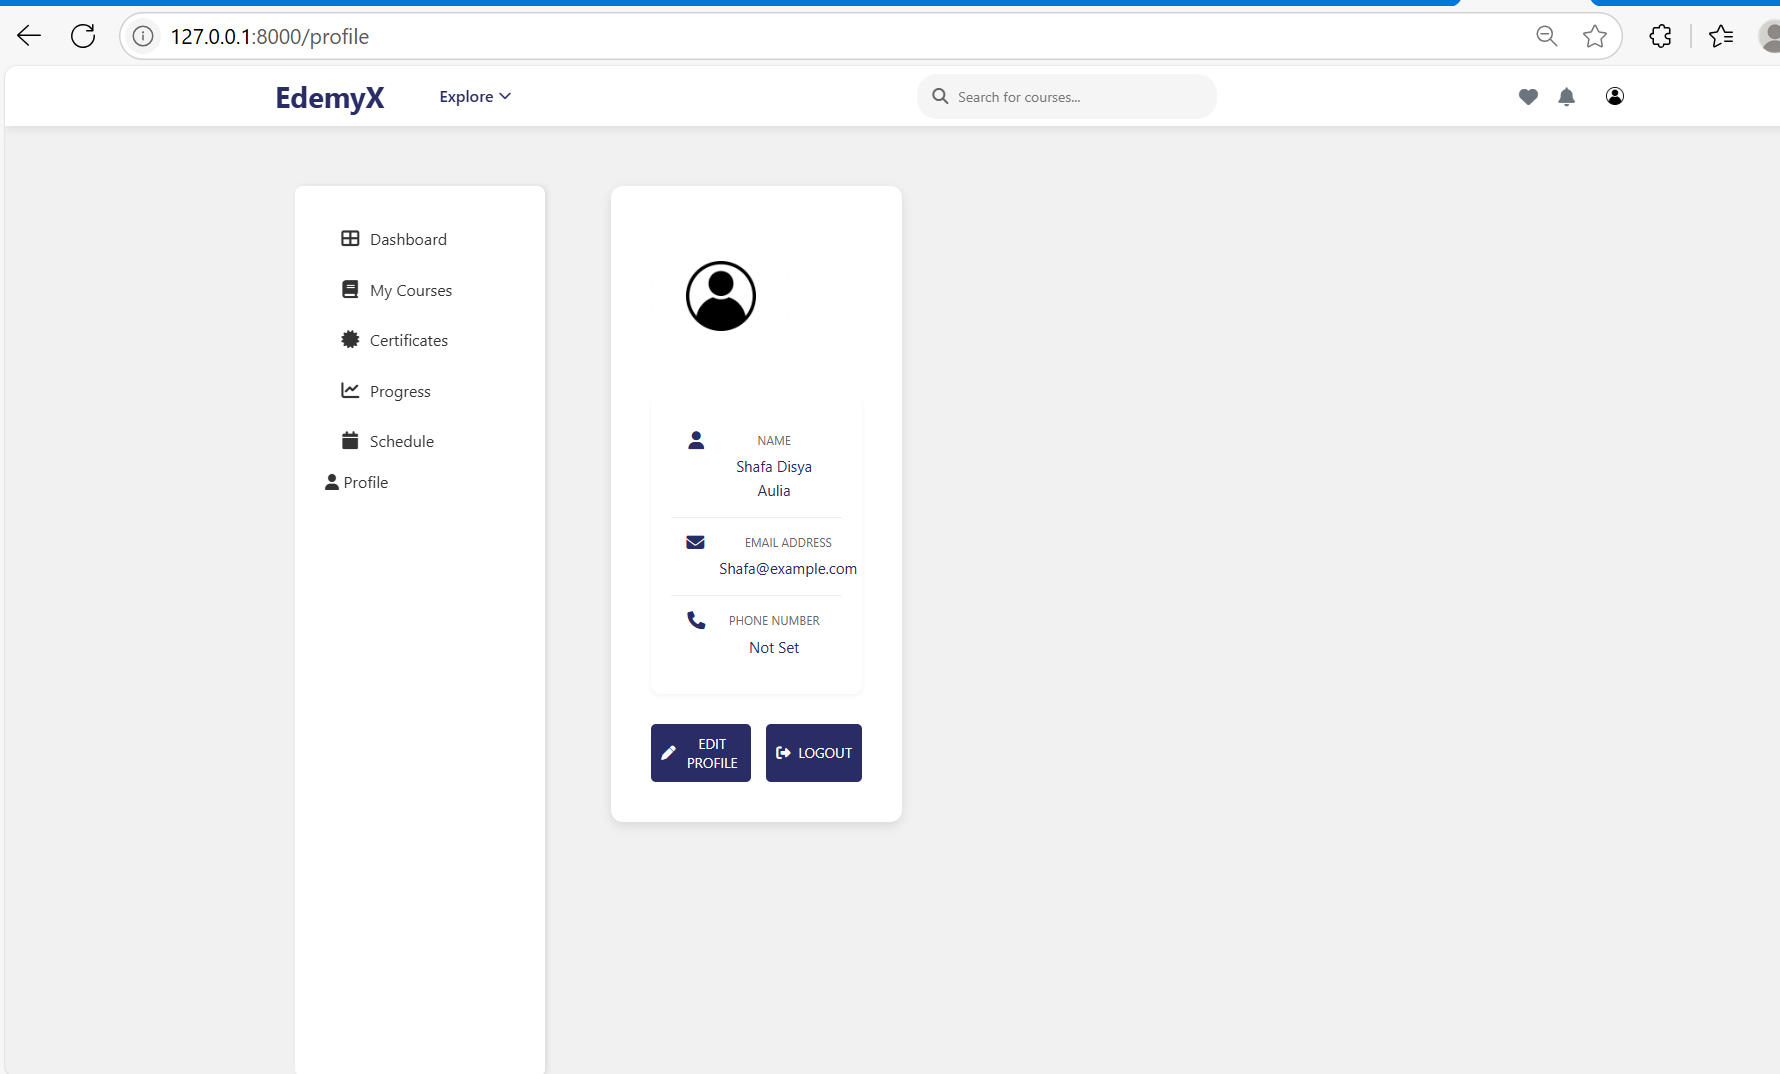 127.0.0.1:8000/profile
EdemyX
Explore
Search for courses...
Dashboard
My Courses
Certificates
Progress
Schedule
Profile
NAME
Shafa Disya
Aulia
EMAIL ADDRESS
Shafa@example.com
PHONE NUMBER
Not Set
EDIT
PROFILE
LOGOUT